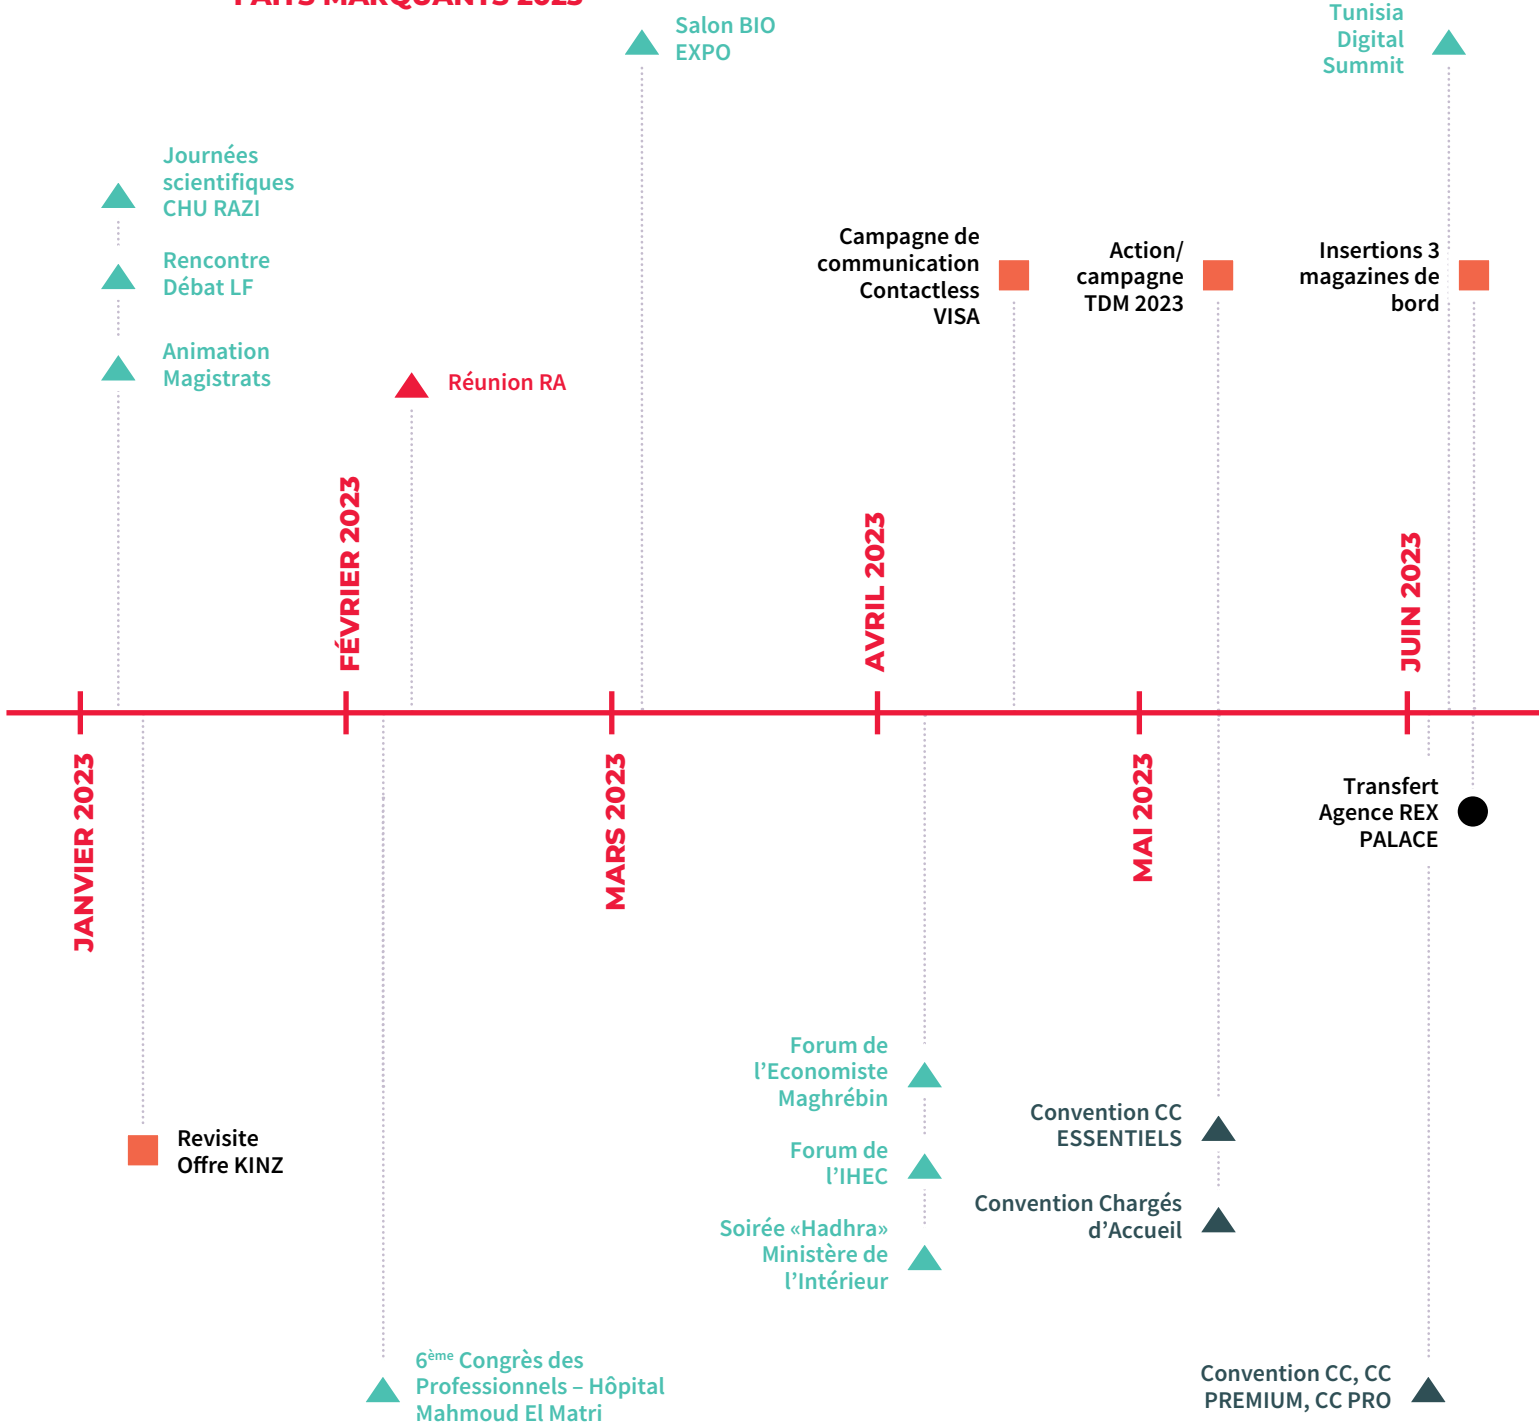 FAITS MARQUANTS 2023
Salon BIO
EXPO
Tunisia
Digital
Summit
Journées
scientifiques
CHU RAZI
Rencontre
Débat LF
Animation
Magistrats
Réunion RA
Campagne de
communication
Contactless
VISA
Action/
campagne
TDM 2023
Insertions 3
magazines de
bord
FÉVRIER 2023
AVRIL 2023
JUIN 2023
JANVIER 2023
MARS 2023
MAI 2023
Transfert
Agence REX
PALACE
Revisite
Offre KINZ
Forum de
l’Economiste
Maghrébin
Forum de
l’IHEC
Soirée «Hadhra»
Ministère de
l’Intérieur
Convention CC
ESSENTIELS
Convention Chargés
d’Accueil
6ème Congrès des
Professionnels – Hôpital
Mahmoud El Matri
Convention CC, CC
PREMIUM, CC PRO